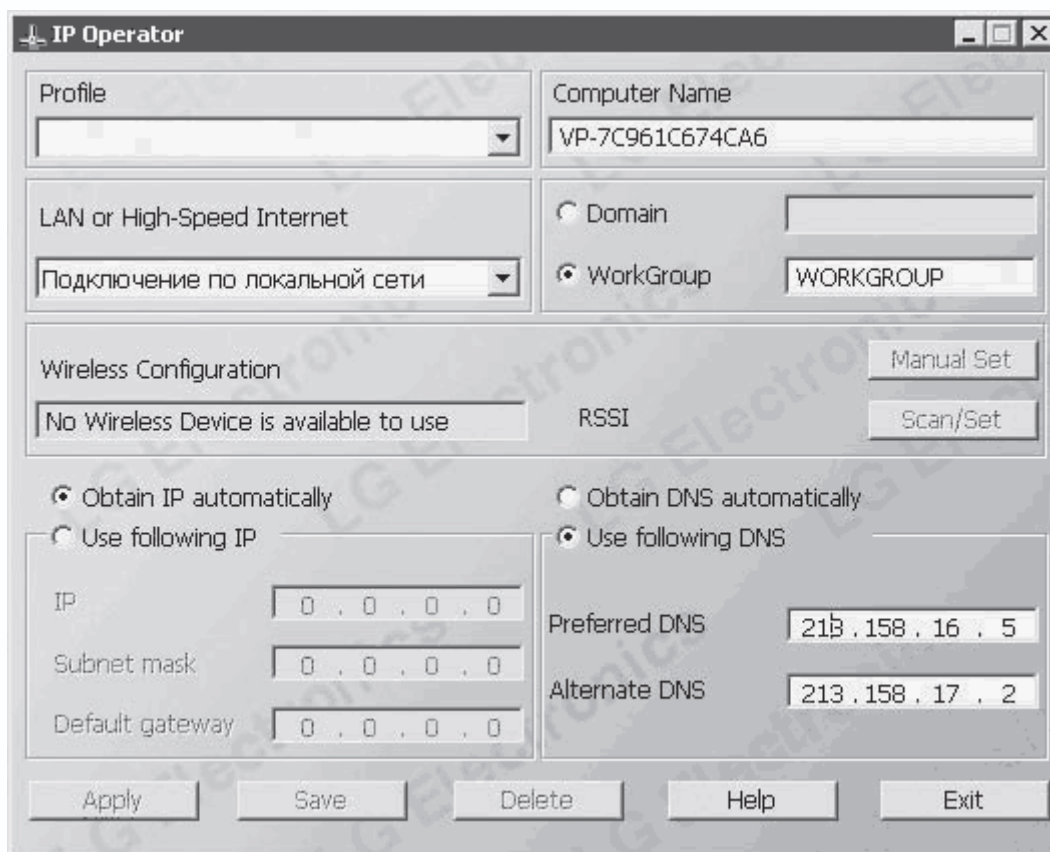 IP Operator
Profile
Computer Name
VP-7C961C674CA6
LAN or High-Speed Internet
Подключение по локальной сети
Domain
WorkGroup
WORKGROUP
Wireless Configuration
No Wireless Device is available to use
RSSI
Manual Set
Scan/Set
Obtain IP automatically
Use following IP
IP
0 . 0 . 0 . 0
Subnet mask
0 . 0 . 0 . 0
Default gateway
0 . 0 . 0 . 0
Obtain DNS automatically
Use following DNS
Preferred DNS
213 . 158 . 16 . 5
Alternate DNS
213 . 158 . 17 . 2
Apply
Save
Delete
Help
Exit
LG Electronics